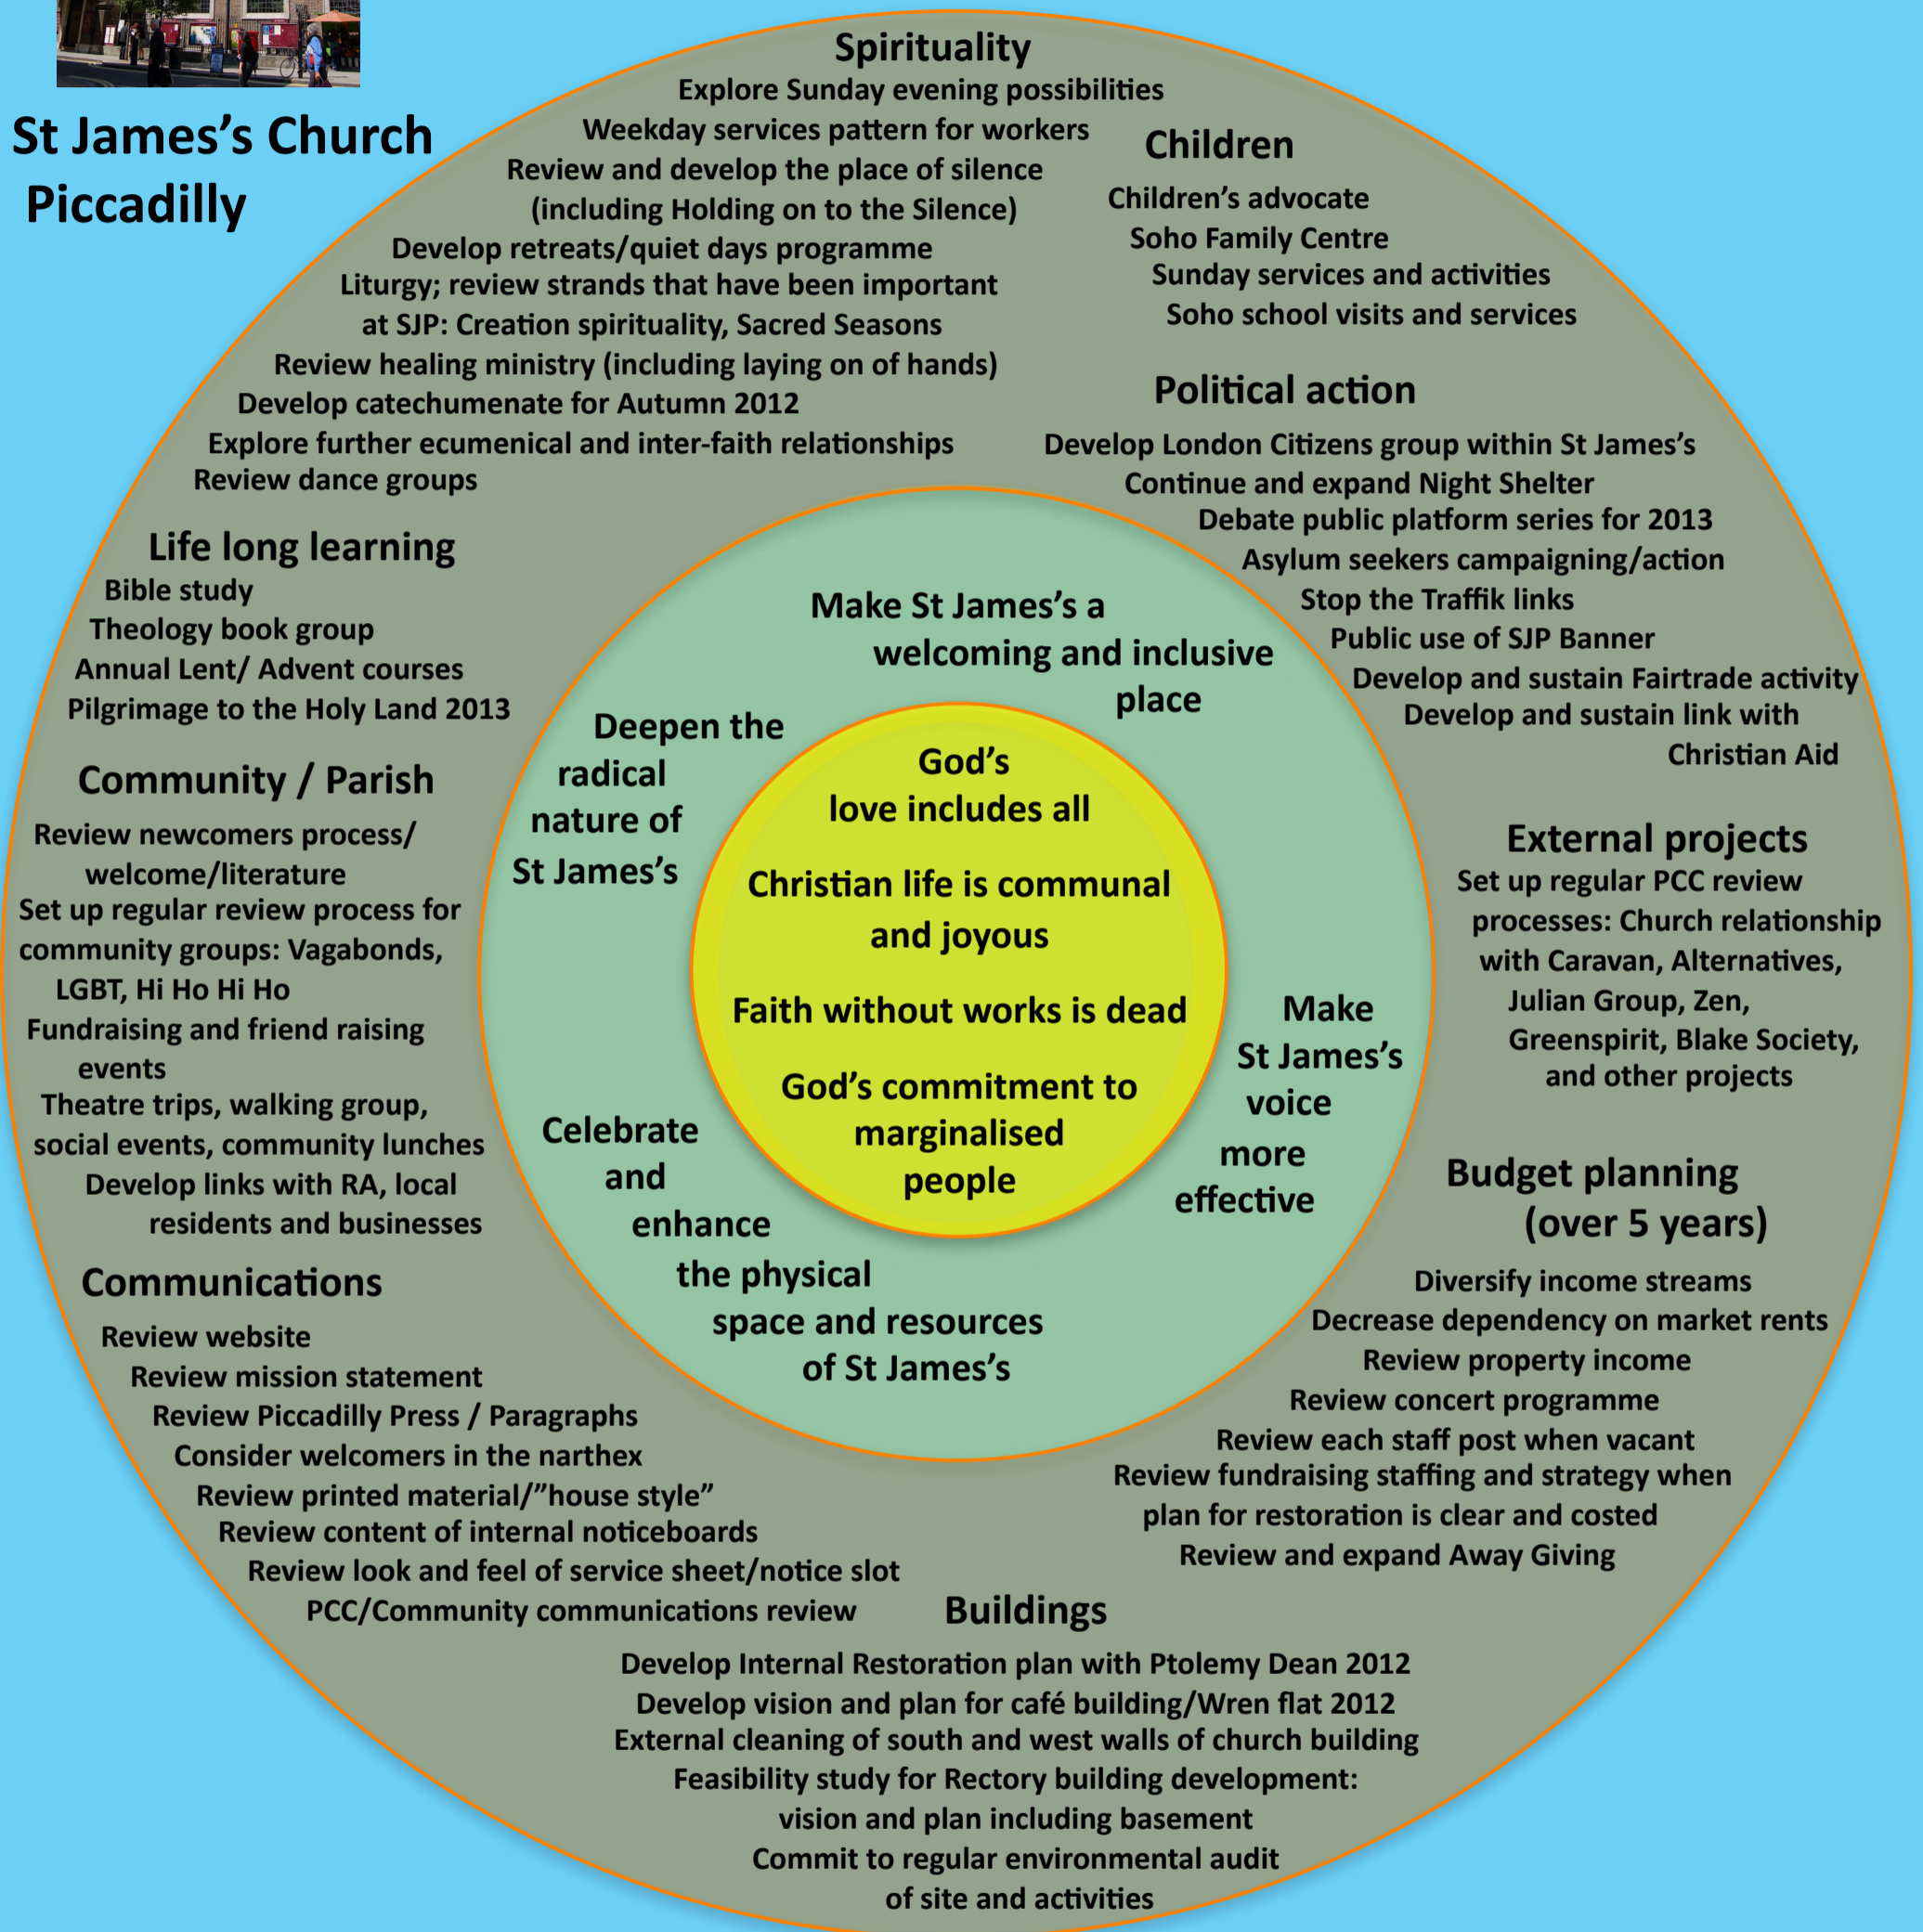 St James’s Church
Piccadilly
Spirituality
Explore Sunday evening possibilities
Weekday services pattern for workers
Review and develop the place of silence
(including Holding on to the Silence)
Develop retreats/quiet days programme
Liturgy; review strands that have been important
at SJP: Creation spirituality, Sacred Seasons
Review healing ministry (including laying on of hands)
Develop catechumenate for Autumn 2012
Explore further ecumenical and inter-faith relationships
Review dance groups
Children
Children’s advocate
Soho Family Centre
Sunday services and activities
Soho school visits and services
Political action
Develop London Citizens group within St James’s
Continue and expand Night Shelter
Debate public platform series for 2013
Asylum seekers campaigning/action
Stop the Traffik links
Public use of SJP Banner
Develop and sustain Fairtrade activity
Develop and sustain link with
Christian Aid
External projects
Set up regular PCC review
processes: Church relationship
with Caravan, Alternatives,
Julian Group, Zen,
Greenspirit, Blake Society,
and other projects
Budget planning
(over 5 years)
Diversify income streams
Decrease dependency on market rents
Review property income
Review concert programme
Review each staff post when vacant
Review fundraising staffing and strategy when
plan for restoration is clear and costed
Review and expand Away Giving
Buildings
Develop Internal Restoration plan with Ptolemy Dean 2012
Develop vision and plan for café building/Wren flat 2012
External cleaning of south and west walls of church building
Feasibility study for Rectory building development:
vision and plan including basement
Commit to regular environmental audit
of site and activities
Life long learning
Bible study
Theology book group
Annual Lent/ Advent courses
Pilgrimage to the Holy Land 2013
Community / Parish
Review newcomers process/
welcome/literature
Set up regular review process for
community groups: Vagabonds,
LGBT, Hi Ho Hi Ho
Fundraising and friend raising
events
Theatre trips, walking group,
social events, community lunches
Develop links with RA, local
residents and businesses
Communications
Review website
Review mission statement
Review Piccadilly Press / Paragraphs
Consider welcomers in the narthex
Review printed material/”house style”
Review content of internal noticeboards
Review look and feel of service sheet/notice slot
PCC/Community communications review
Make St James’s a
welcoming and inclusive
place
Deepen the
radical
nature of
St James’s
Make
St James’s
voice
more
effective
Celebrate
and
enhance
the physical
space and resources
of St James’s
God’s
love includes all
Christian life is communal
and joyous
Faith without works is dead
God’s commitment to
marginalised
people